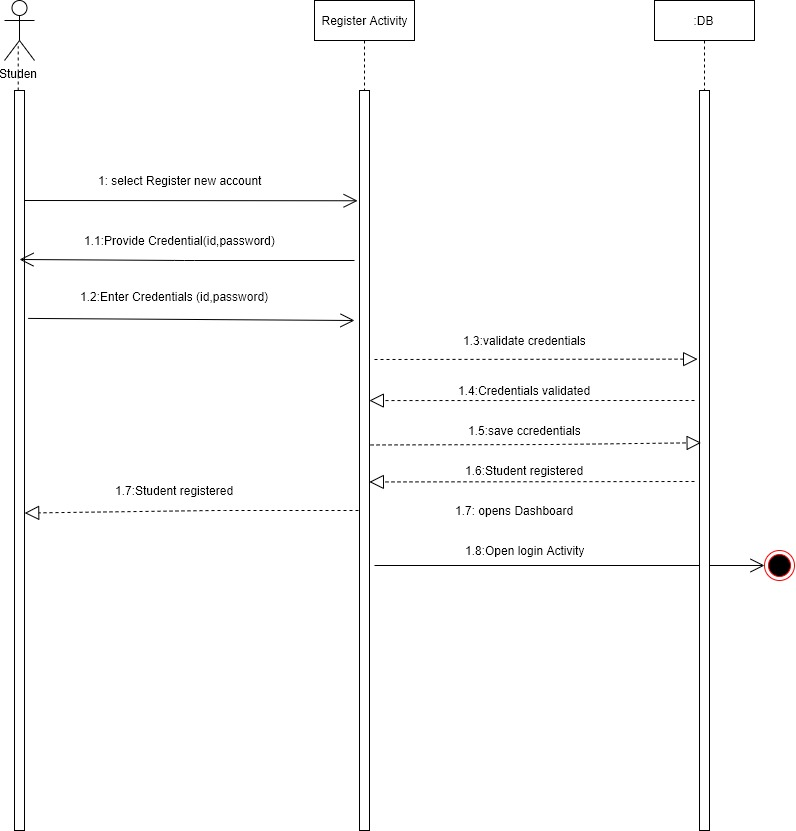 Register Activity
:DB
Studen
1: select Register new account
1.1:Provide Credential(id,password)
1.2:Enter Credentials (id,password)
1.3:validate credentials
1.4:Credentials validated
1.5:save ccredentials
1.6:Student registered
1.7:Student registered
1.7: opens Dashboard
1.8:Open login Activity